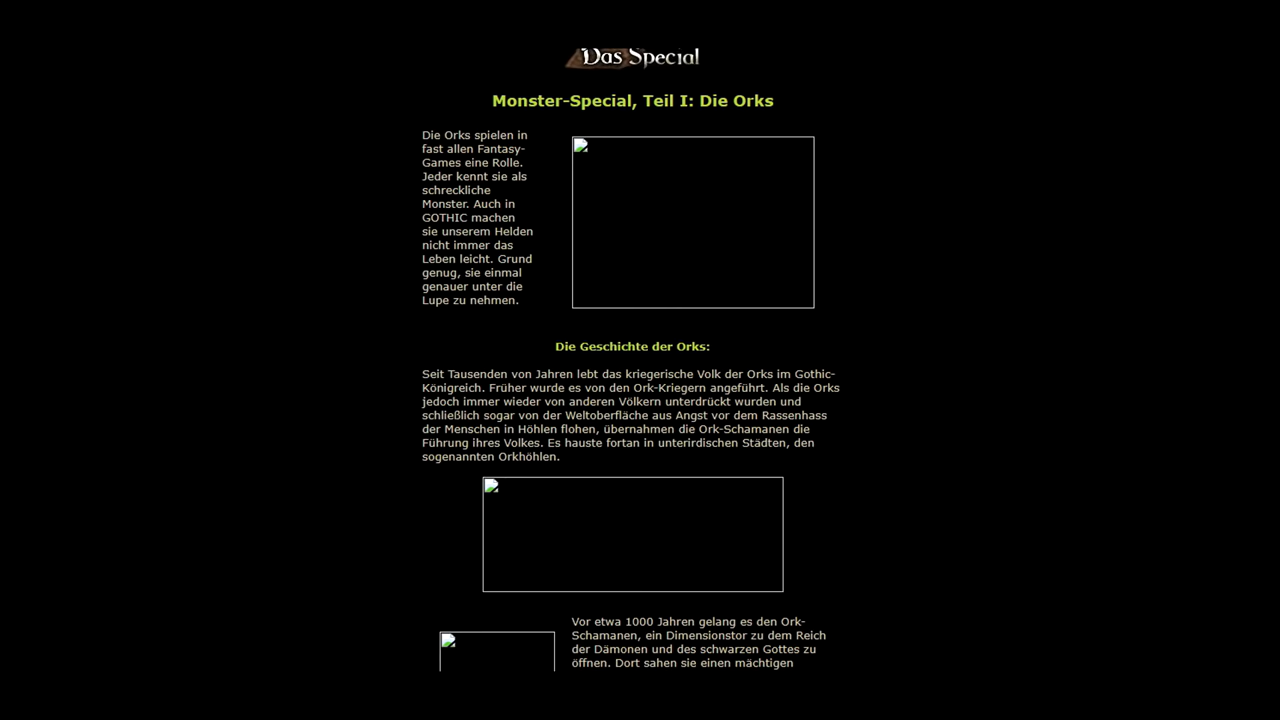 Das Special
Monster-Special, Teil I: Die Orks
Die Orks spielen in
fast allen Fantasy-
Games eine Rolle.
Jeder kennt sie als
schreckliche
Monster. Auch in
GOTHIC machen
sie unserem Helden
nicht immer das
Leben leicht. Grund
genug, sie einmal
genauer unter die
Lupe zu nehmen.
Die Geschichte der Orks:
Seit Tausenden von Jahren lebt das kriegerische Volk der Orks im Gothic-
Königreich. Früher wurde es von den Ork-Kriegern angeführt. Als die Orks
jedoch immer wieder von anderen Völkern unterdrückt wurden und
schließlich sogar von der Weltoberfläche aus Angst vor dem Rassenhass
der Menschen in Höhlen flohen, übernahmen die Ork-Schamanen die
Führung ihres Volkes. Es hauste fortan in unterirdischen Städten, den
sogenannten Orkhöhlen.
Vor etwa 1000 Jahren gelang es den Ork-
Schamanen, ein Dimensionstor zu dem Reich
der Dämonen und des schwarzen Gottes zu
öffnen. Dort sahen sie einen mächtigen